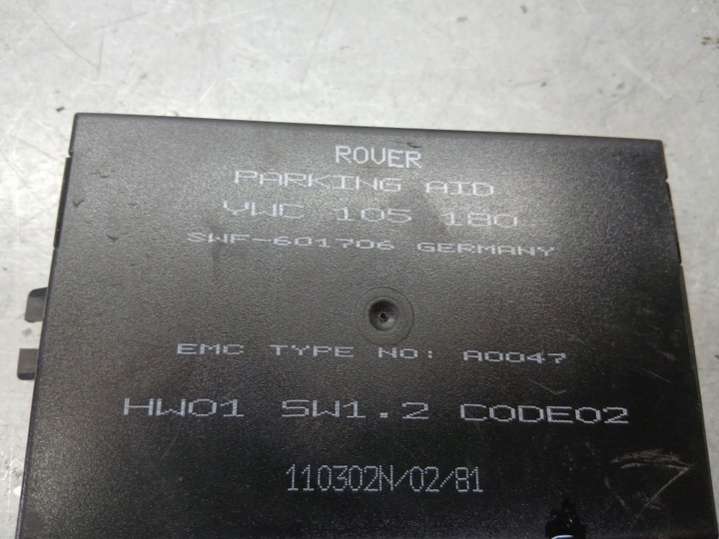 ROVER
PARKING AID
YWC 105 180
SWF-601706 GERMANY
EMC TYPE NO: A0047
HW01 SW1.2 CODE02
110302N/02/81